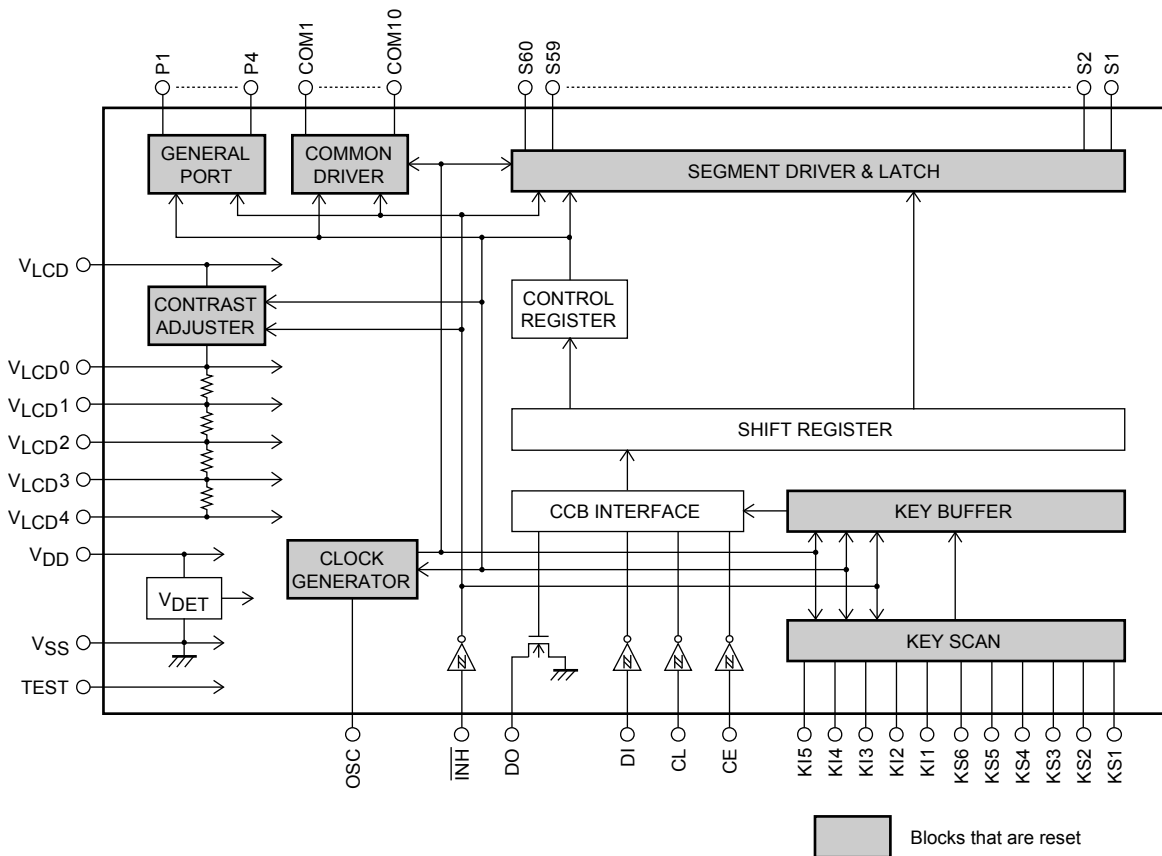 P1
P4
COM1
COM10
S60
S59
S2
S1
GENERAL
PORT
COMMON
DRIVER
SEGMENT DRIVER & LATCH
VLCD
CONTRAST
ADJUSTER
CONTROL
REGISTER
VLCD0
VLCD1
VLCD2
VLCD3
VLCD4
SHIFT REGISTER
CCB INTERFACE
KEY BUFFER
VDD
CLOCK
GENERATOR
VDET
VSS
KEY SCAN
TEST
OSC
INH
DO
DI
CL
CE
KI5
KI4
KI3
KI2
KI1
KS6
KS5
KS4
KS3
KS2
KS1
Blocks that are reset